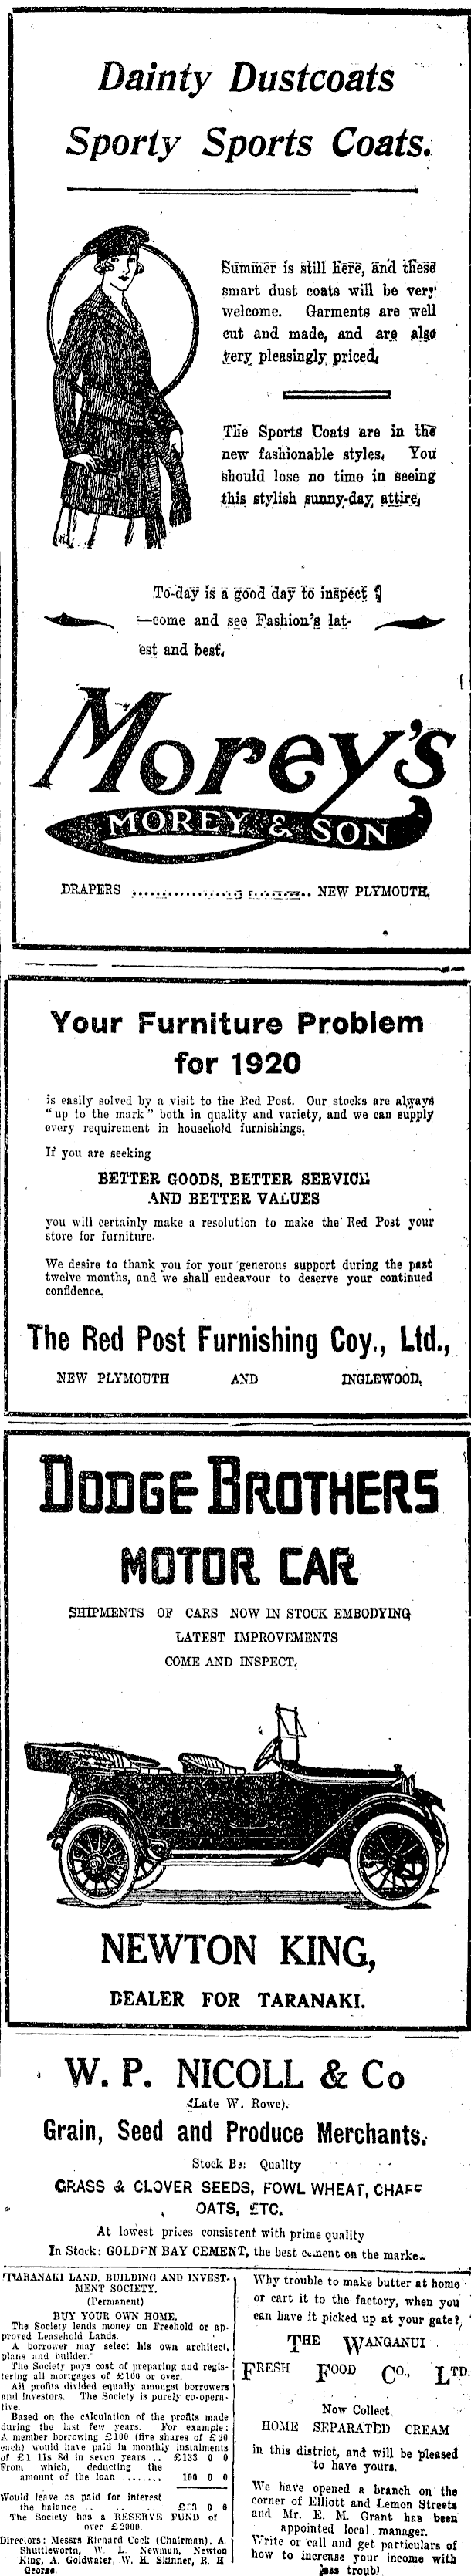 Dainty Dustcoats
Sporty Sports Coats.
Summer is still here, and these
smart dust coats will be very
welcome. Garments are well
cut and made, and are also
very pleasingly priced,
The Sports Coats are in the
new fashionable styles. You
should lose no time in seeing
this stylish sunny-day attire,
To-day is a good day to inspect
—come and see Fashion's lat-
est and best.
Morey's
MOREY & SON
DRAPERS .................... NEW PLYMOUTH.
Your Furniture Problem
for 1920
is easily solved by a visit to the Red Post. Our stocks are always
"up to the mark" both in quality and variety, and we can supply
every requirement in household furnishings.
If you are seeking
BETTER GOODS, BETTER SERVICE
AND BETTER VALUES
you will certainly make a resolution to make the Red Post your
store for furniture.
We desire to thank you for your generous support during the past
twelve months, and we shall endeavour to deserve your continued
confidence.
The Red Post Furnishing Coy., Ltd.,
NEW PLYMOUTH AND INGLEWOOD.
DODGE BROTHERS
MOTOR CAR
SHIPMENTS OF CARS NOW IN STOCK EMBODYING
LATEST IMPROVEMENTS
COME AND INSPECT.
NEWTON KING,
DEALER FOR TARANAKI.
W. P. NICOLL & Co
(Late W. Rowe).
Grain, Seed and Produce Merchants.
Stock Quality
GRASS & CLOVER SEEDS, FOWL WHEAT, CHAFF
OATS, ETC.
At lowest prices consistent with prime quality
In Stock: GOLDEN BAY CEMENT, the best cement on the market.
TARANAKI LAND, BUILDING AND INVEST-
MENT SOCIETY.
(Permanent)
BUY YOUR OWN HOME.
The Society lends money on Freehold or ap-
proved Leasehold Lands.
A borrower may select his own architect,
plans and builder.
The Society pays cost of preparing and regis-
tering all mortgages of £100 or over.
All profits divided equally amongst borrowers
and investors. The Society is purely co-opera-
tive.
Based on the calculation of the profits made
during the last few years. For example:
A member borrowing £100 (five shares of £20
each) would have paid in monthly instalments
of £1 11s 8d in seven years .. £133 0 0
From which, deducting the
amount of the loan ........ 100 0 0
Would leave as paid for interest
the balance .. .. .. £33 0 0
The Society has a RESERVE FUND of
over £2000.
Directors: Messrs Richard Cock (Chairman). A
Shuttleworth, W. L. Newman, Newton
King, A. Goldwater, W. H. Skinner, R. H
George.
Why trouble to make butter at home
or cart it to the factory, when you
can have it picked up at your gate?
THE WANGANUI
FRESH FOOD CO., LTD.
Now Collect
HOME SEPARATED CREAM
in this district, and will be pleased
to have yours.
We have opened a branch on the
corner of Elliott and Lemon Streets
and Mr. E. M. Grant has been
appointed local manager.
Write or call and get particulars of
how to increase your income with
less troubl